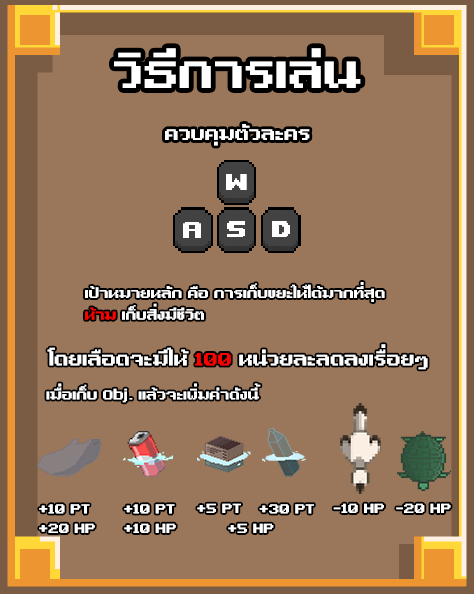 วิธีการเล่น
ควบคุมตัวละคร
W
A S D
เป้าหมายหลัก คือ การเก็บขยะให้ได้มากที่สุด
ห้าม เก็บสิ่งมีชีวิต
โดยเลือดจะมีให้ 100 หน่วยละลดลงเรื่อยๆ
เมื่อเก็บ Obj. แล้วจะเพิ่มค่าดังนี้
+10 PT +10 PT +5 PT +30 PT -10 HP -20 HP
+20 HP +10 HP +5 HP